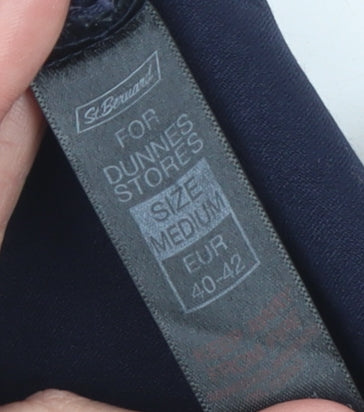 St Bernard
FOR
DUNNES
STORES
SIZE
MEDIUM
EUR
40-42